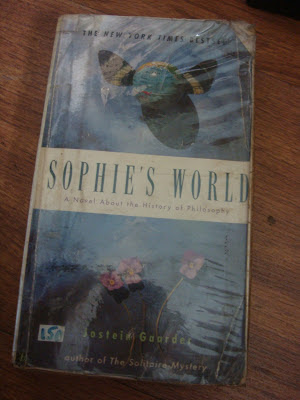 THE NEW YORK TIMES
SOPHIE'S WORLD
A Novel About the History of Philosophy
Jostein Gaarder
author of The Solitaire Mystery